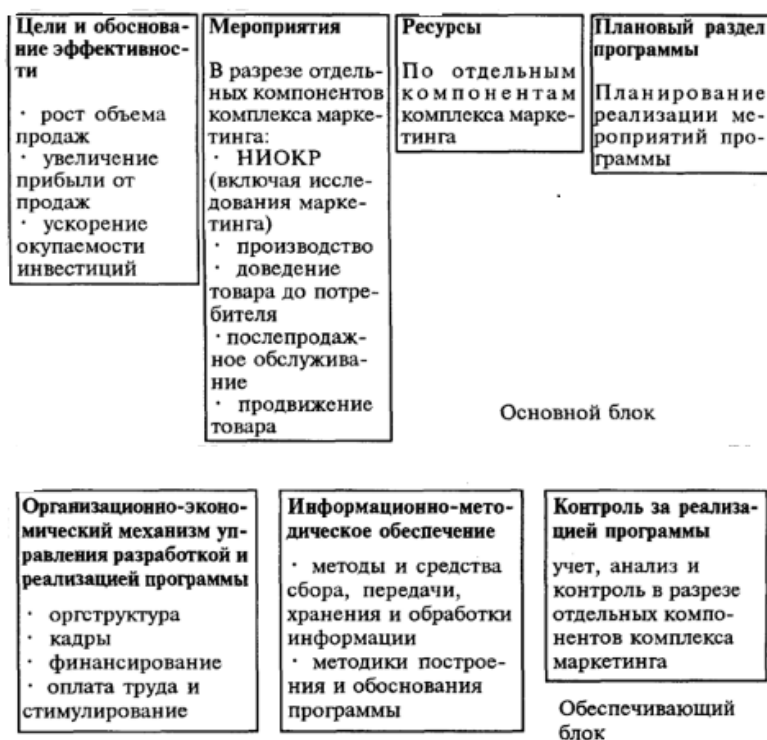 Цели и обоснова-
ние эффективнос-
ти
· рост объема
продаж
· увеличение
прибыли от
продаж
· ускорение
окупаемости
инвестиций
Мероприятия
В разрезе отдель-
ных компонентов
комплекса марке-
тинга:
· НИОКР
(включая иссле-
дования марке-
тинга)
· производство
· доведение
товара до потре-
бителя
· послепродаж-
ное обслужива-
ние
· продвижение
товара
Ресурсы
По отдельным
компонентам
комплекса марке-
тинга
Плановый раздел
программы
Планирование
реализации ме-
роприятий про-
граммы
Основной блок
Организационно-эконо-
мический механизм уп-
равления разработкой и
реализацией программы
· оргструктура
· кадры
· финансирование
· оплата труда и
стимулирование
Информационно-мето-
дическое обеспечение
· методы и средства
сбора, передачи,
хранения и обработки
информации
· методики построе-
ния и обоснования
программы
Контроль за реализа-
цией программы
учет, анализ и
контроль в разрезе
отдельных компо-
нентов комплекса
маркетинга
Обеспечивающий
блок